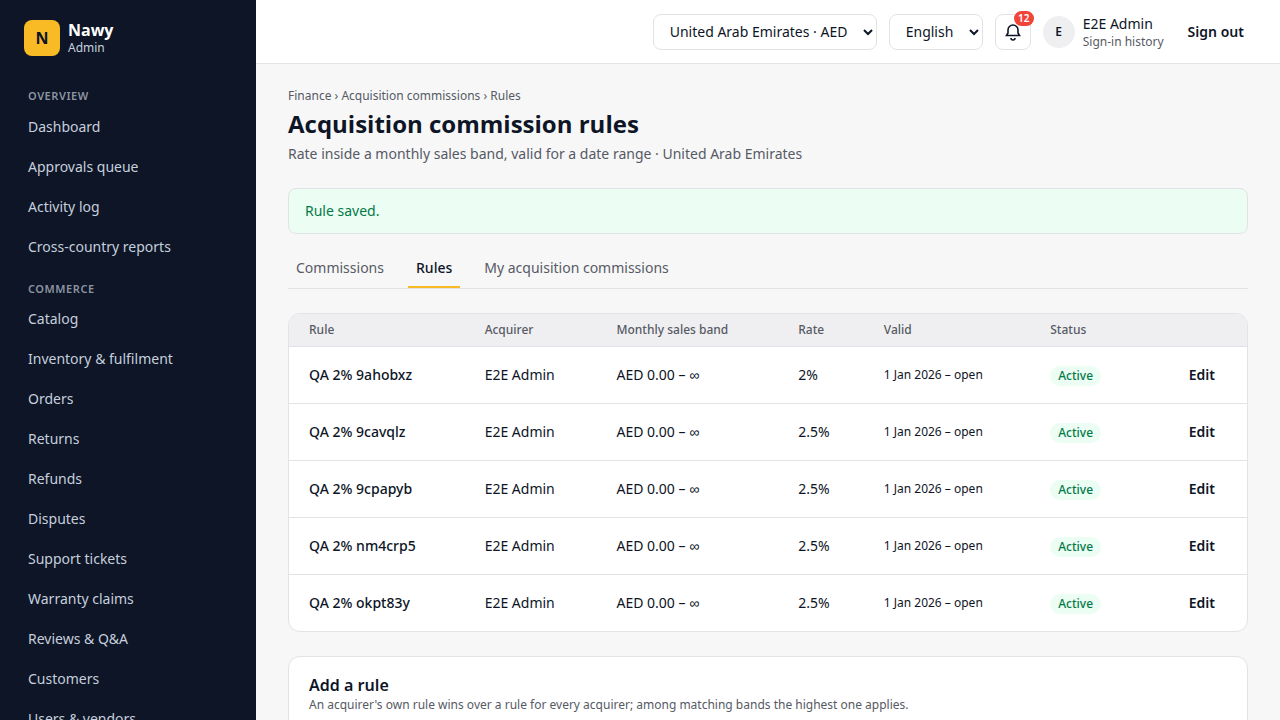 N
Nawy
Admin
United Arab Emirates · AED
English
12
E
E2E Admin
Sign-in history
Sign out
OVERVIEW
Dashboard
Approvals queue
Activity log
Cross-country reports
COMMERCE
Catalog
Inventory & fulfilment
Orders
Returns
Refunds
Disputes
Support tickets
Warranty claims
Reviews & Q&A
Customers
Users & vendors
Finance › Acquisition commissions › Rules
Acquisition commission rules
Rate inside a monthly sales band, valid for a date range · United Arab Emirates
Rule saved.
Commissions Rules My acquisition commissions
Rule Acquirer Monthly sales band Rate Valid Status
QA 2% 9ahobxz E2E Admin AED 0.00 – ∞ 2% 1 Jan 2026 – open Active Edit
QA 2% 9cavqlz E2E Admin AED 0.00 – ∞ 2.5% 1 Jan 2026 – open Active Edit
QA 2% 9cpapyb E2E Admin AED 0.00 – ∞ 2.5% 1 Jan 2026 – open Active Edit
QA 2% nm4crp5 E2E Admin AED 0.00 – ∞ 2.5% 1 Jan 2026 – open Active Edit
QA 2% okpt83y E2E Admin AED 0.00 – ∞ 2.5% 1 Jan 2026 – open Active Edit
Add a rule
An acquirer's own rule wins over a rule for every acquirer; among matching bands the highest one applies.